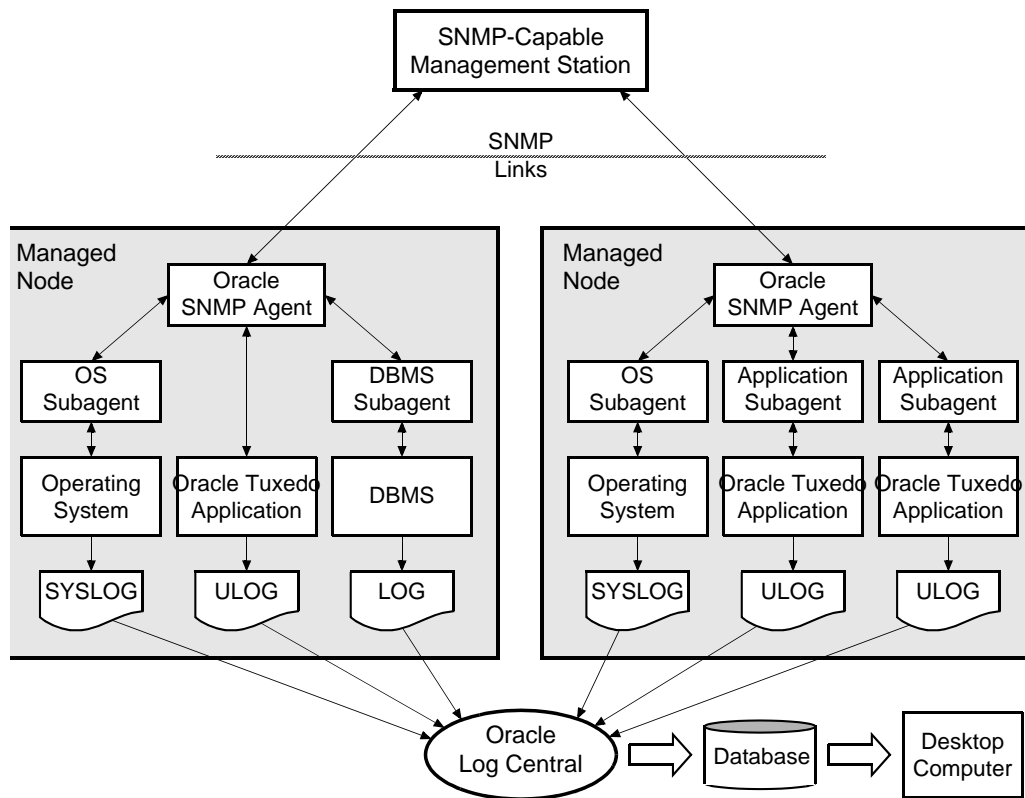 SNMP-Capable
Management Station
SNMP
Links
Managed
Node
Oracle
SNMP Agent
OS
Subagent
DBMS
Subagent
Operating
System
Oracle Tuxedo
Application
DBMS
SYSLOG
ULOG
LOG
Managed
Node
Oracle
SNMP Agent
OS
Subagent
Application
Subagent
Application
Subagent
Operating
System
Oracle Tuxedo
Application
Oracle Tuxedo
Application
SYSLOG
ULOG
ULOG
Oracle
Log Central
Database
Desktop
Computer